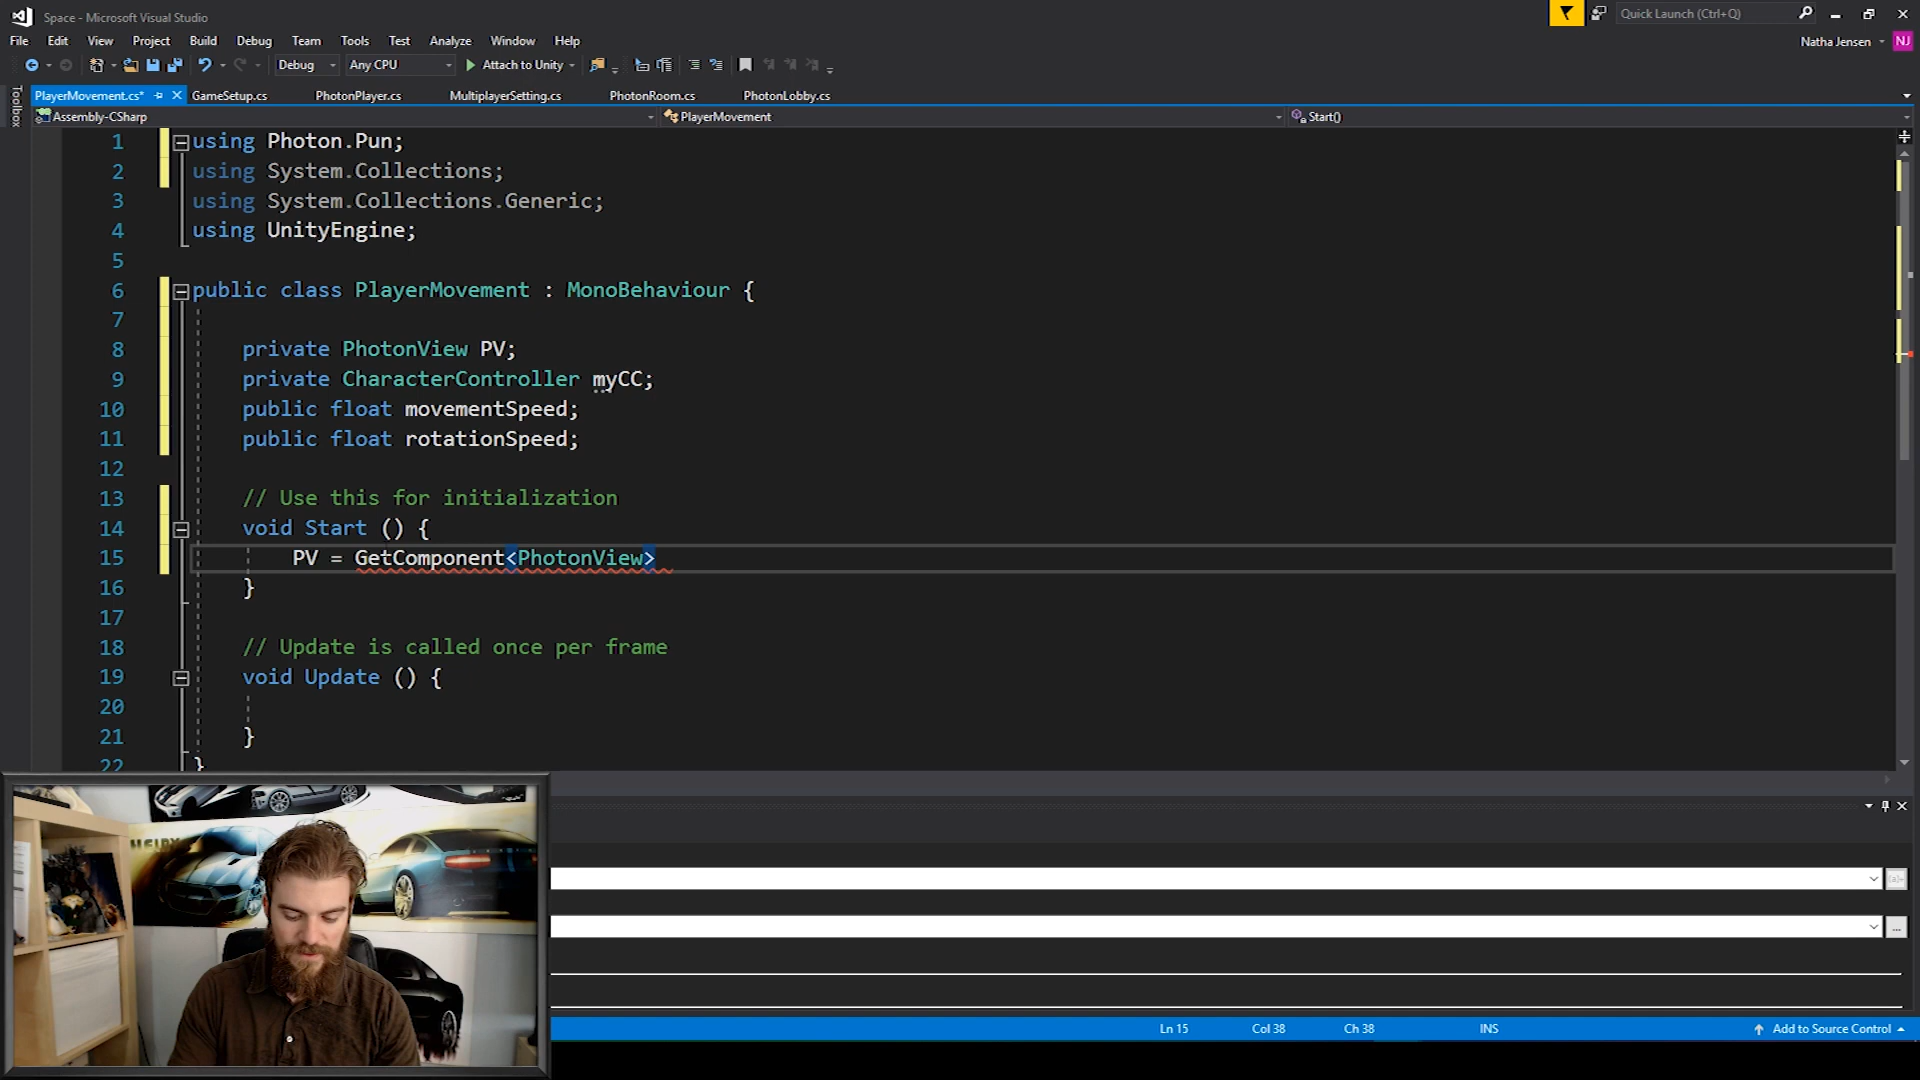 Space - Microsoft Visual Studio
Quick Launch (Ctrl+Q)
File Edit View Project Build Debug Team Tools Test Analyze Window Help
Natha Jensen NJ
Debug Any CPU Attach to Unity
Toolbox
PlayerMovement.cs* GameSetup.cs PhotonPlayer.cs MultiplayerSetting.cs PhotonRoom.cs PhotonLobby.cs
Assembly-CSharp PlayerMovement Start()
1 using Photon.Pun;
2 using System.Collections;
3 using System.Collections.Generic;
4 using UnityEngine;
5
6 public class PlayerMovement : MonoBehaviour {
7
8 private PhotonView PV;
9 private CharacterController myCC;
10 public float movementSpeed;
11 public float rotationSpeed;
12
13 // Use this for initialization
14 void Start () {
15 PV = GetComponent<PhotonView>
16 }
17
18 // Update is called once per frame
19 void Update () {
20
21 }
22 }
Ln 15 Col 38 Ch 38 INS Add to Source Control